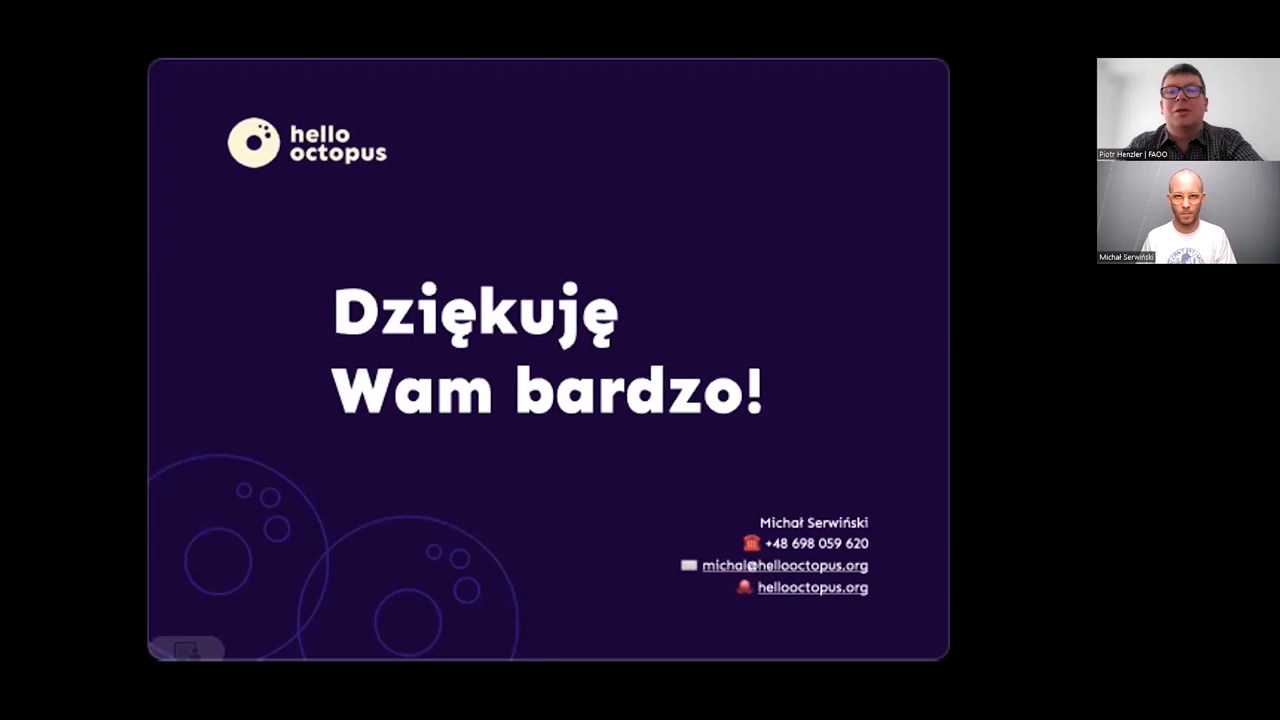 hello
octopus
Dziękuję
Wam bardzo!
Michał Serwiński
+48 698 059 620
michal@hellooctopus.org
hellooctopus.org
Piotr Henzler | FAOO
Michał Serwiński